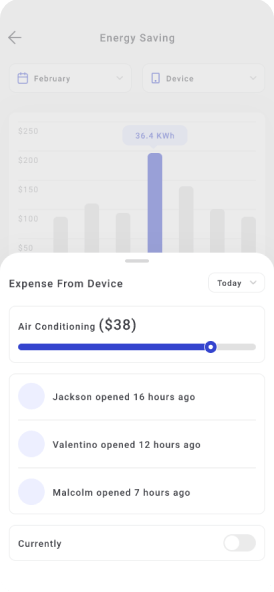 Energy Saving
February
Device
$250
36.4 KWh
$200
$150
$100
$50
Expense From Device
Today
Air Conditioning ($38)
Jackson opened 16 hours ago
Valentino opened 12 hours ago
Malcolm opened 7 hours ago
Currently